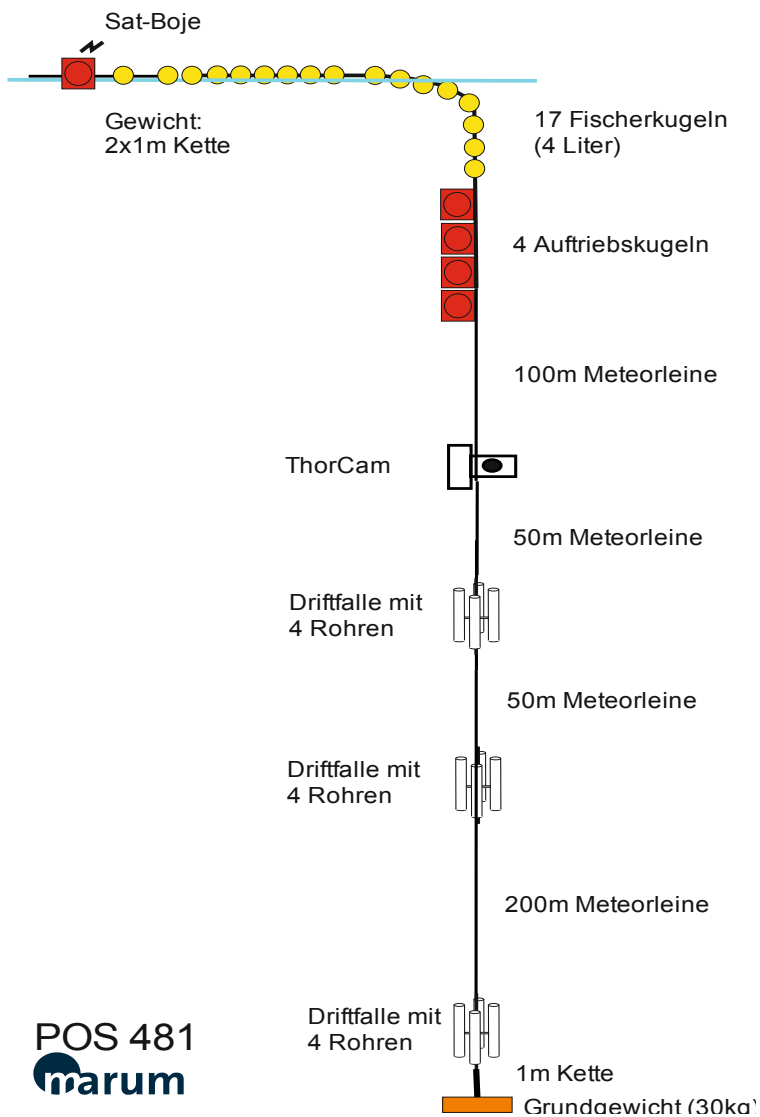 Sat-Boje
Gewicht:
2x1m Kette
17 Fischerkugeln
(4 Liter)
4 Auftriebskugeln
100m Meteorleine
ThorCam
50m Meteorleine
Driftfalle mit
4 Rohren
50m Meteorleine
Driftfalle mit
4 Rohren
200m Meteorleine
Driftfalle mit
4 Rohren
POS 481
marum
1m Kette
Grundgewicht (30kg)